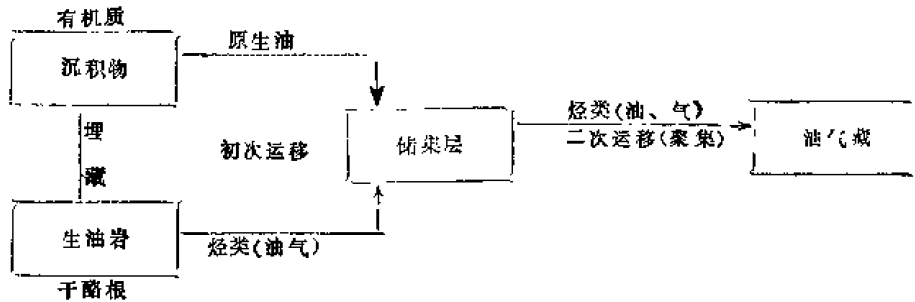 有机质
沉积物
原生油
埋
藏
初次运移
储集层
烃类(油、气)
二次运移(聚集)
油气藏
生油岩
烃类(油气)
干酪根